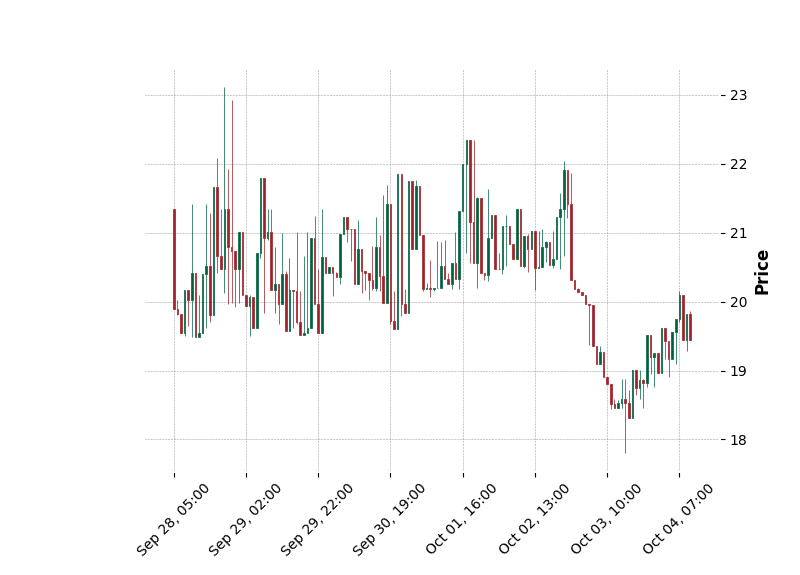 23
22
21
20
19
18
Price
Sep 28, 05:00
Sep 29, 02:00
Sep 29, 22:00
Sep 30, 19:00
Oct 01, 16:00
Oct 02, 13:00
Oct 03, 10:00
Oct 04, 07:00